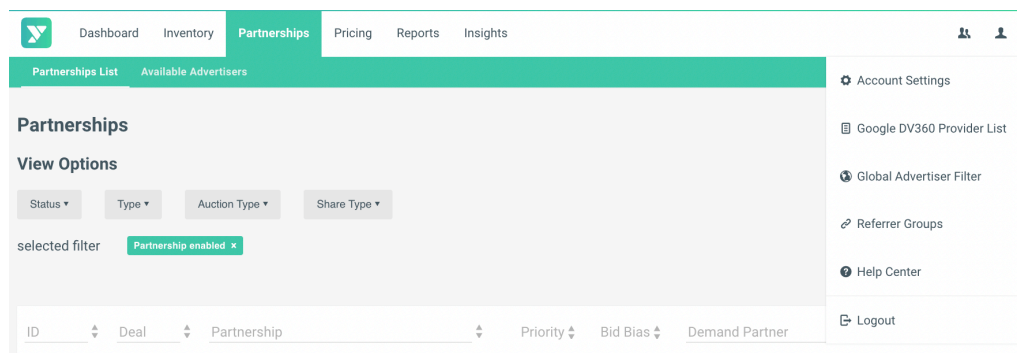 Dashboard Inventory Partnerships Pricing Reports Insights
Partnerships List Available Advertisers
Account Settings
Google DV360 Provider List
Global Advertiser Filter
Referrer Groups
Help Center
Logout
Partnerships
View Options
Status ▾ Type ▾ Auction Type ▾ Share Type ▾
selected filter Partnership enabled ×
ID Deal Partnership Priority Bid Bias Demand Partner